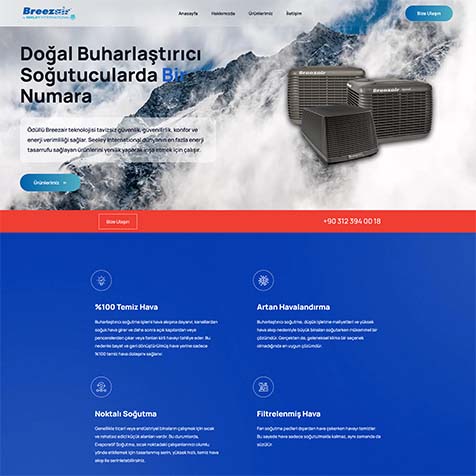 Breezair
by SEELEY INTERNATIONAL
Anasayfa
Hakkımızda
Ürünlerimiz
İletişim
Bize Ulaşın
Doğal Buharlaştırıcı
Soğutucularda Bir
Numara
Breezair
Breezair
Ödüllü Breezair teknolojisi tavizsiz güvenlik, güvenilirlik, konfor ve
enerji verimliliği sağlar. Seeley International dünyanın en fazla enerji
tasarrufu sağlayan ürünlerini yenilik yaparak inşa etmek için çalışır.
Ürünlerimiz
Bize Ulaşın
+90 312 394 00 18
%100 Temiz Hava
Buharlaştırıcı soğutma işlemi hava akışına dayanır, kanallardan
soğuk hava girer ve daha sonra açık kapılardan veya
pencerelerden çıkar veya fanları kirli havayı tahliye eder. Bu
nedenle bayat ve geri dönüştürülmüş hava yerine sadece
%100 temiz hava dolaşımı sağlanır.
Artan Havalandırma
Buharlaştırıcı soğutma, düşük işletme maliyetleri ve yüksek
hava akışı nedeniyle büyük binaları soğuturken mükemmel bir
çözümdür. Gerçekten de, geleneksel klima bir seçenek
olmadığında en uygun çözümdür.
Noktalı Soğutma
Genellikle ticari veya endüstriyel binaların çalışmak için sıcak
ve rahatsız edici küçük alanları vardır. Bu durumlarda,
Evaporatif Soğutma, sıcak noktadaki çalışanlarınızı olumlu
yönde etkilemek için tasarlanmış serin, yüksek hızlı, temiz hava
akışı ile serinletebilirsiniz.
Filtrelenmiş Hava
Fan soğutma pedleri dışarıdan hava çekerken havayı temizler.
Bu sayede hava sadece soğutulmakla kalmaz, aynı zamanda da
süzülür.